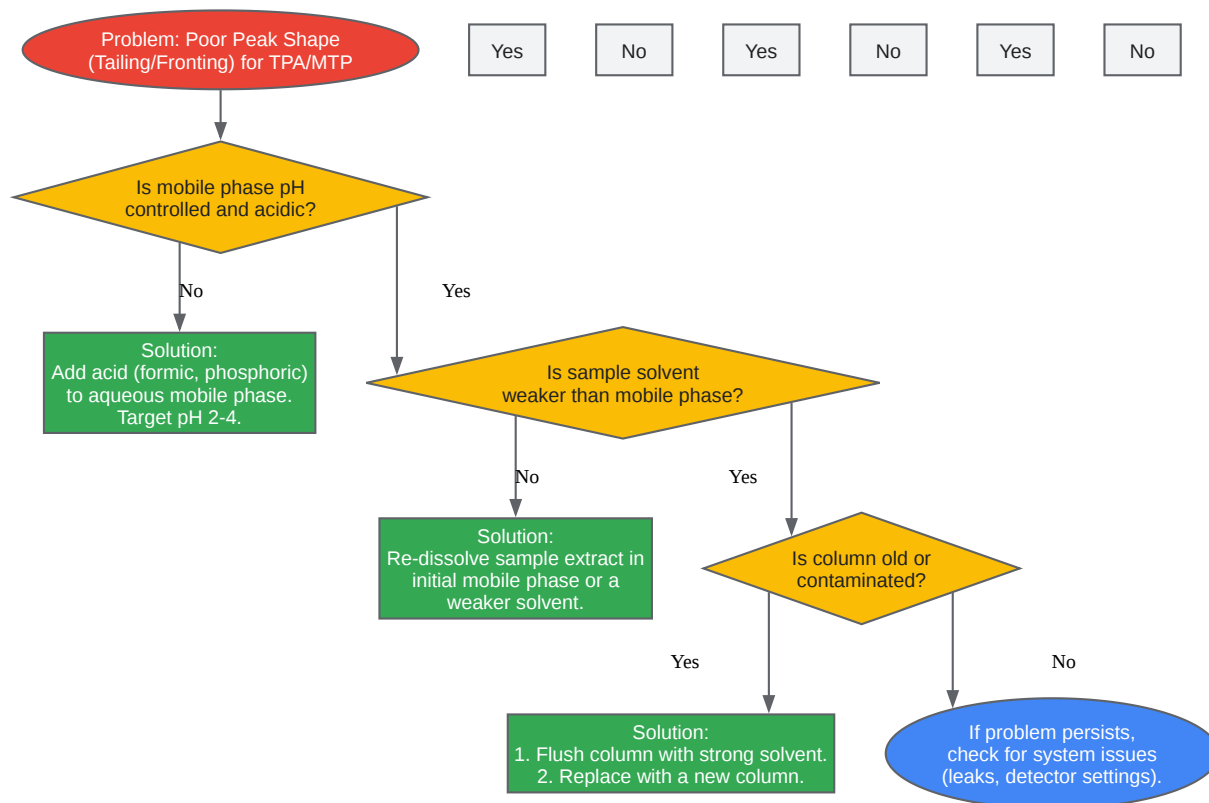 Problem: Poor Peak Shape
(Tailing/Fronting) for TPA/MTP
Yes
No
Yes
No
Yes
No
Is mobile phase pH
controlled and acidic?
No
Yes
Solution:
Add acid (formic, phosphoric)
to aqueous mobile phase.
Target pH 2-4.
Is sample solvent
weaker than mobile phase?
No
Yes
Solution:
Re-dissolve sample extract in
initial mobile phase or a
weaker solvent.
Is column old or
contaminated?
Yes
No
Solution:
1. Flush column with strong solvent.
2. Replace with a new column.
If problem persists,
check for system issues
(leaks, detector settings).